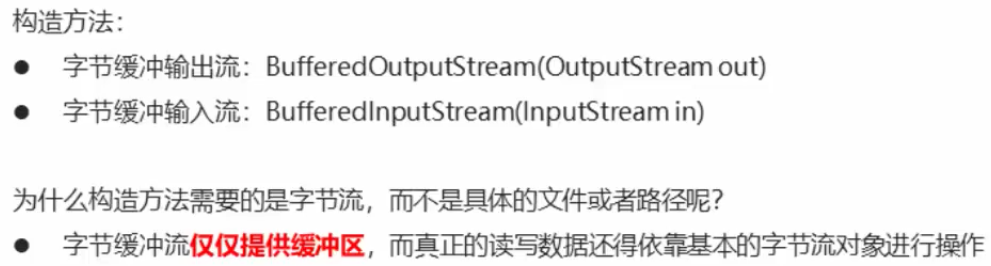 构造方法：
● 字节缓冲输出流：BufferedOutputStream(OutputStream out)
● 字节缓冲输入流：BufferedInputStream(InputStream in)
为什么构造方法需要的是字节流，而不是具体的文件或者路径呢？
● 字节缓冲流仅仅提供缓冲区，而真正的读写数据还得依靠基本的字节流对象进行操作